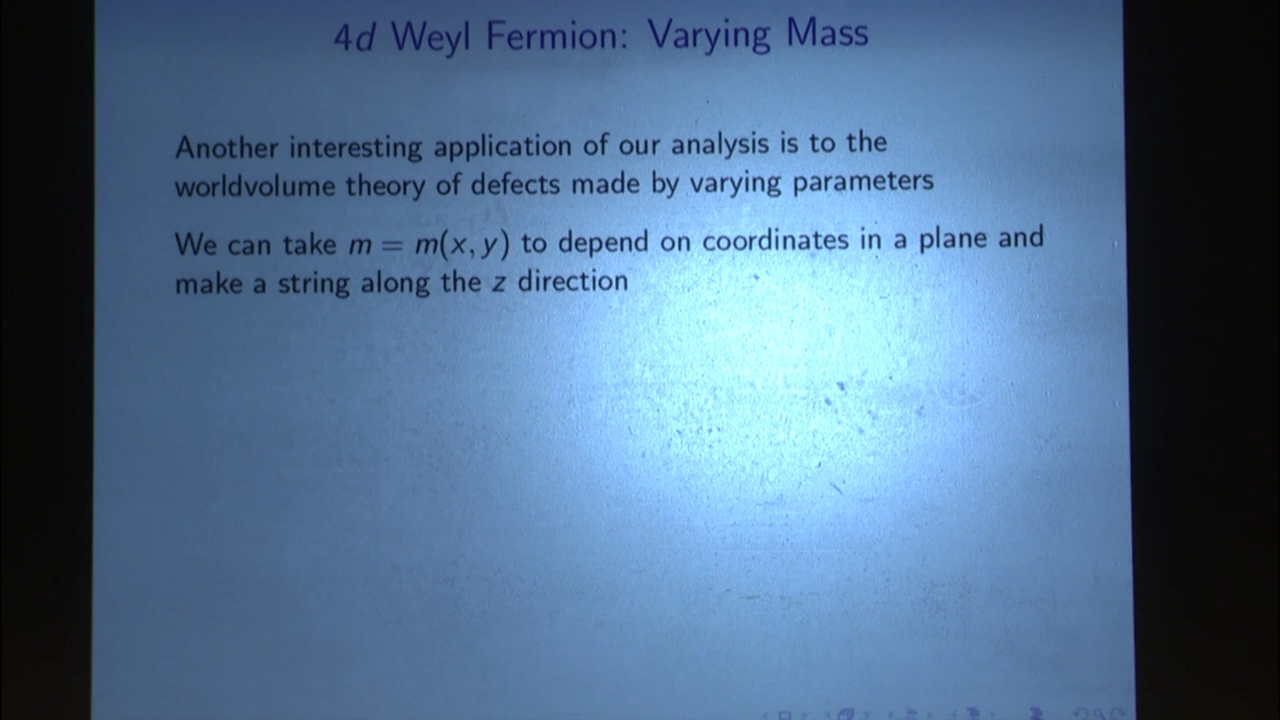 4d Weyl Fermion: Varying Mass
Another interesting application of our analysis is to the
worldvolume theory of defects made by varying parameters
We can take m = m(x, y) to depend on coordinates in a plane and
make a string along the z direction